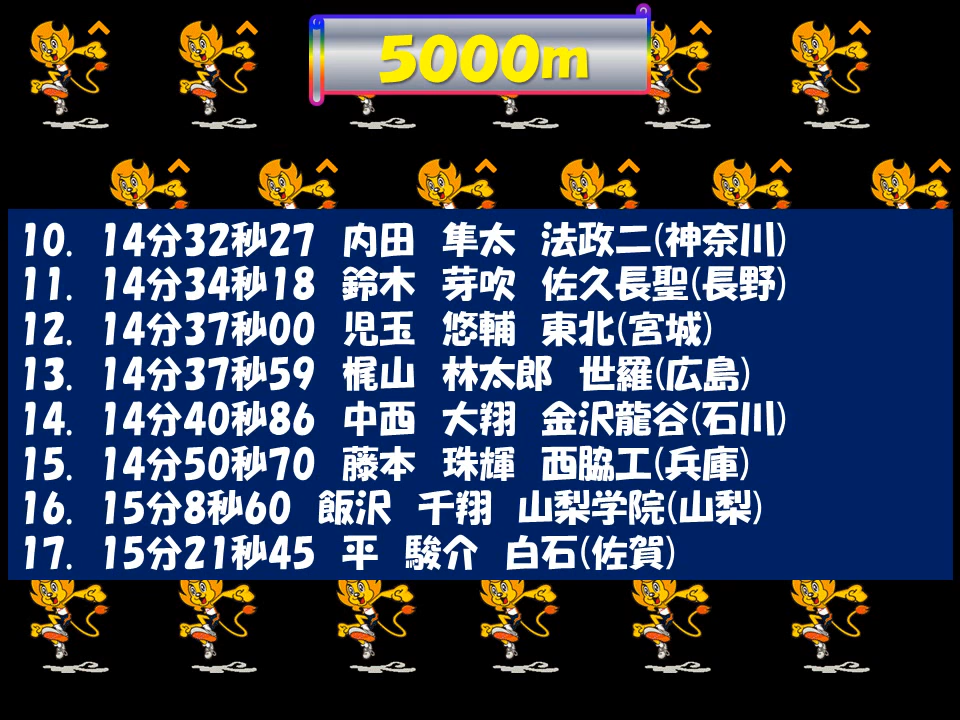 5000m
10. 14分32秒27 内田 隼太 法政二(神奈川)
11. 14分34秒18 鈴木 芽吹 佐久長聖(長野)
12. 14分37秒00 児玉 悠輔 東北(宮城)
13. 14分37秒59 梶山 林太郎 世羅(広島)
14. 14分40秒86 中西 大翔 金沢龍谷(石川)
15. 14分50秒70 藤本 珠輝 西脇工(兵庫)
16. 15分8秒60 飯沢 千翔 山梨学院(山梨)
17. 15分21秒45 平 駿介 白石(佐賀)